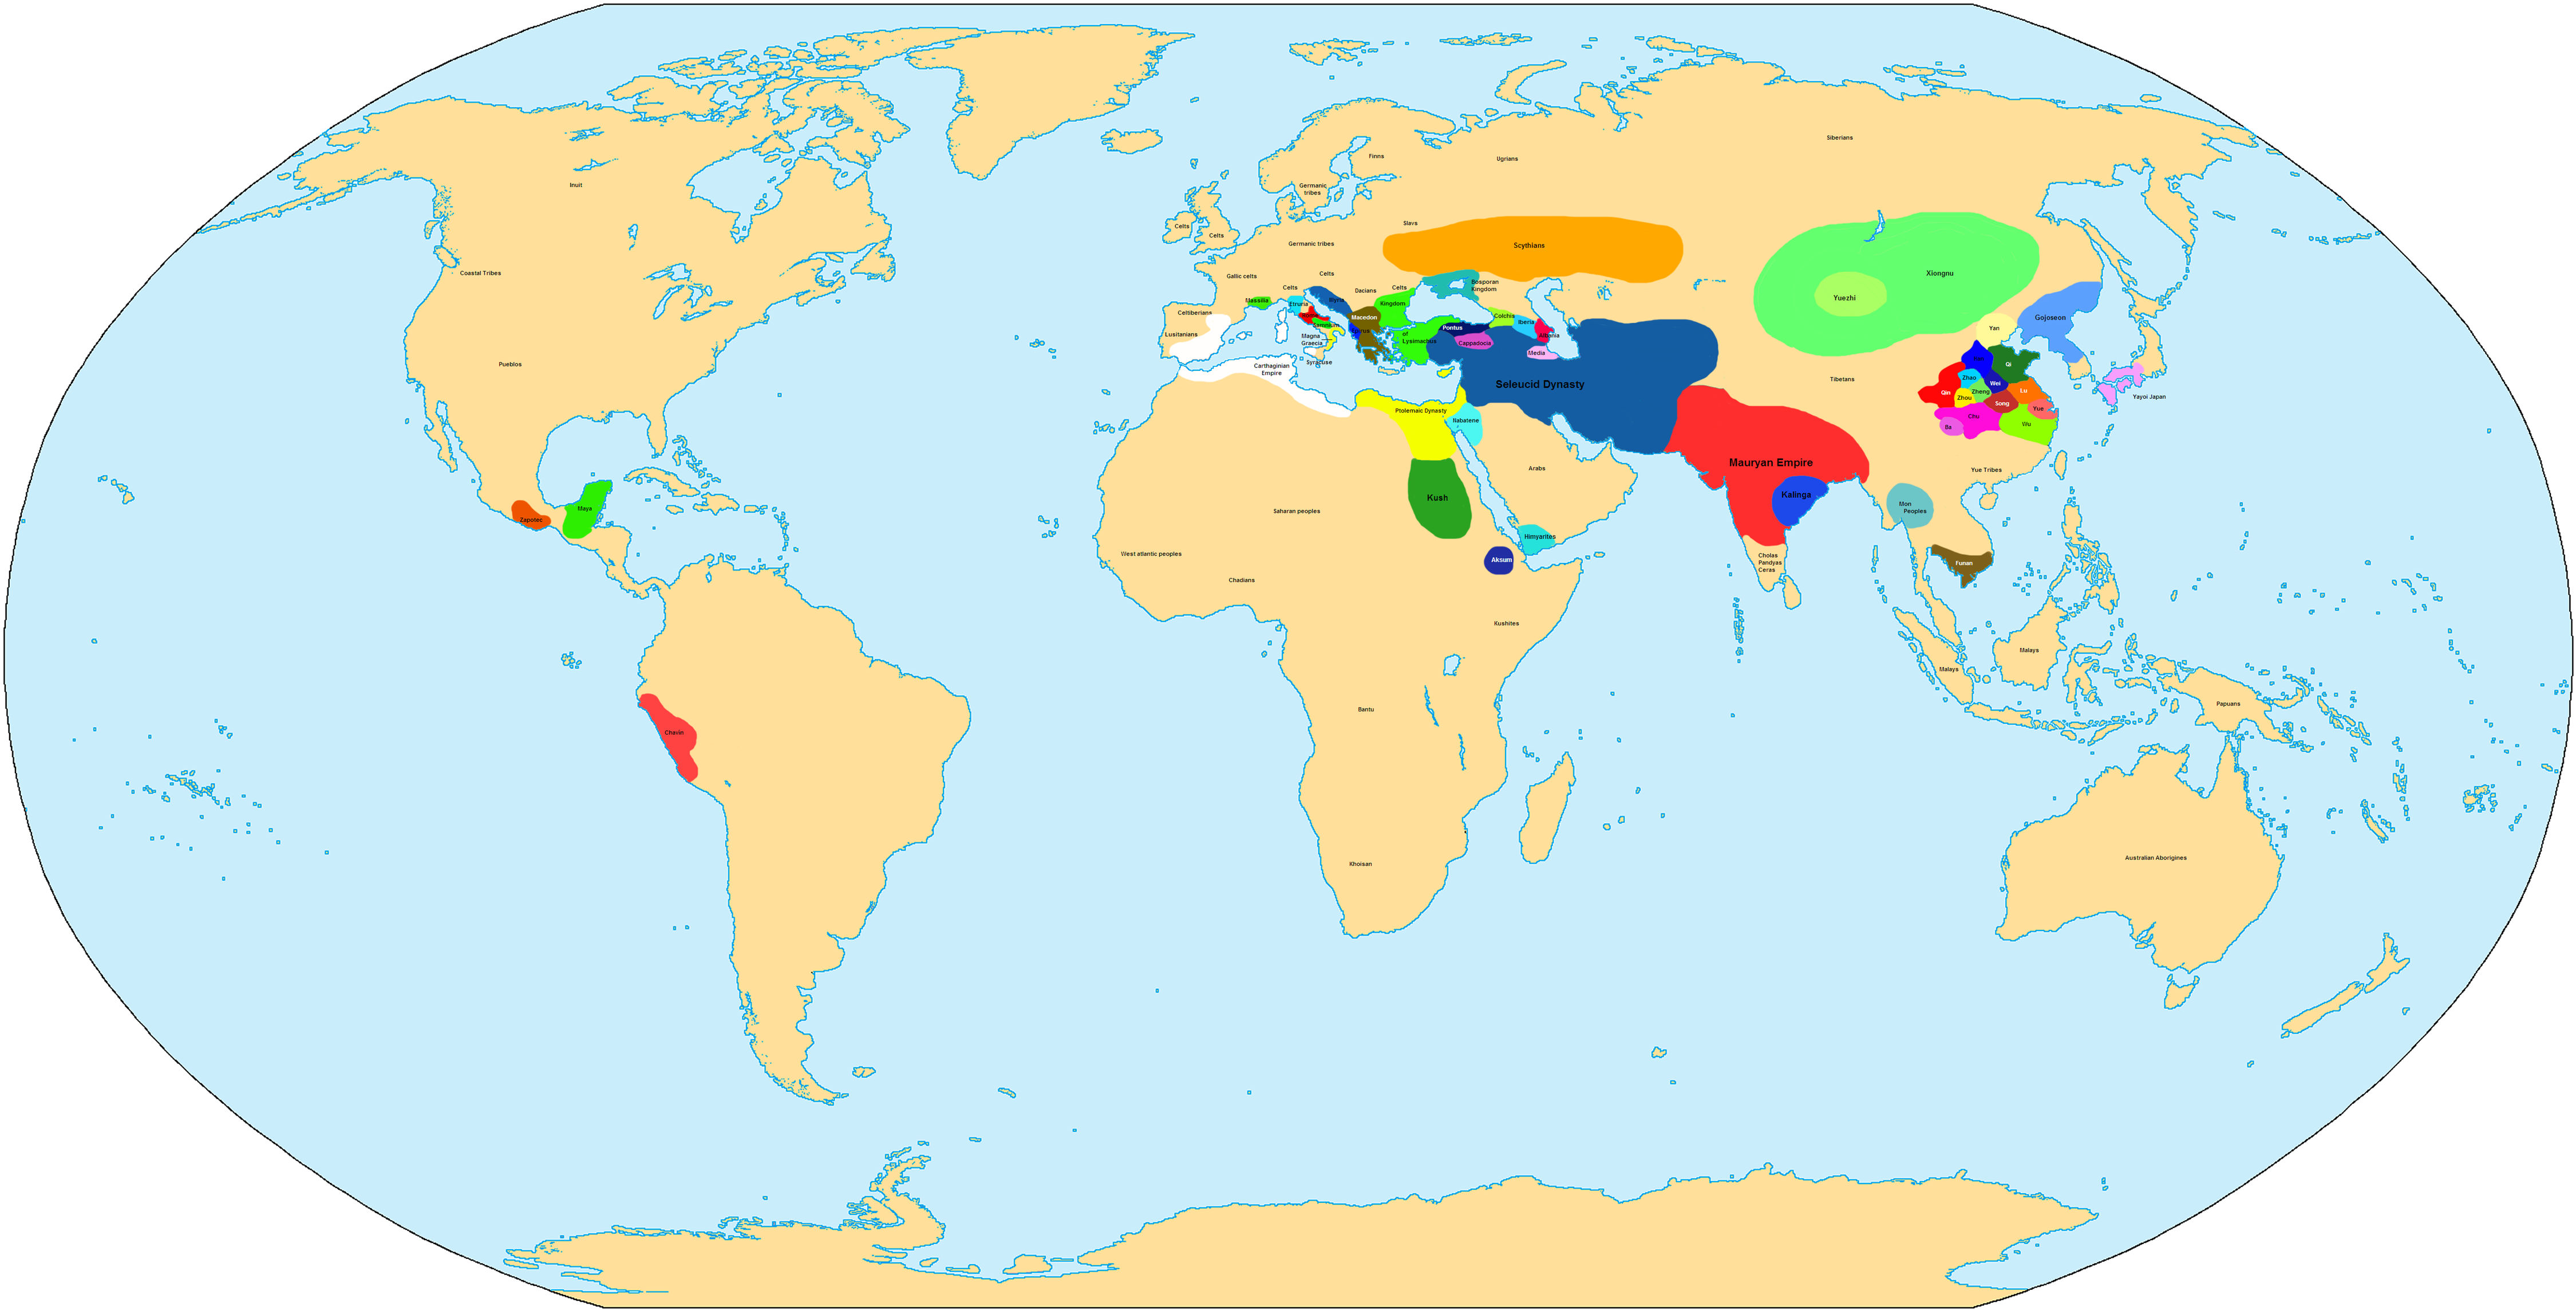 Siberians
Finns
Ugrians
Inuit
Germanic
tribes
Slavs
Celts
Celts
Germanic tribes
Scythians
Coastal Tribes
Gallic celts
Celts
Xiongnu
Bosporan
Kingdom
Celts
Dacians
Celts
Yuezhi
Massilia
Etruria
Illyria
Kingdom
Celtiberians
Macedon
Colchis
Iberia
Gojoseon
Samnium
Pontus
Yan
Lusitanians
Magna
Graecia
of
Lysimachus
Albania
Cappadocia
Media
Syracuse
Pueblos
Carthaginian
Empire
Qi
Tibetans
Zhao
Wei
Seleucid Dynasty
Qin
Zheng
Lu
Zhou
Song
Yayoi Japan
Ptolemaic Dynasty
Yue
Nabatene
Chu
Wu
Ba
Mauryan Empire
Arabs
Yue Tribes
Kush
Kalinga
Maya
Zapotec
Saharan peoples
Mon
Peoples
Himyarites
West atlantic peoples
Aksum
Cholas
Pandyas
Ceras
Funan
Chadians
Kushites
Malays
Malays
Bantu
Papuans
Chavin
Khoisan
Australian Aborigines